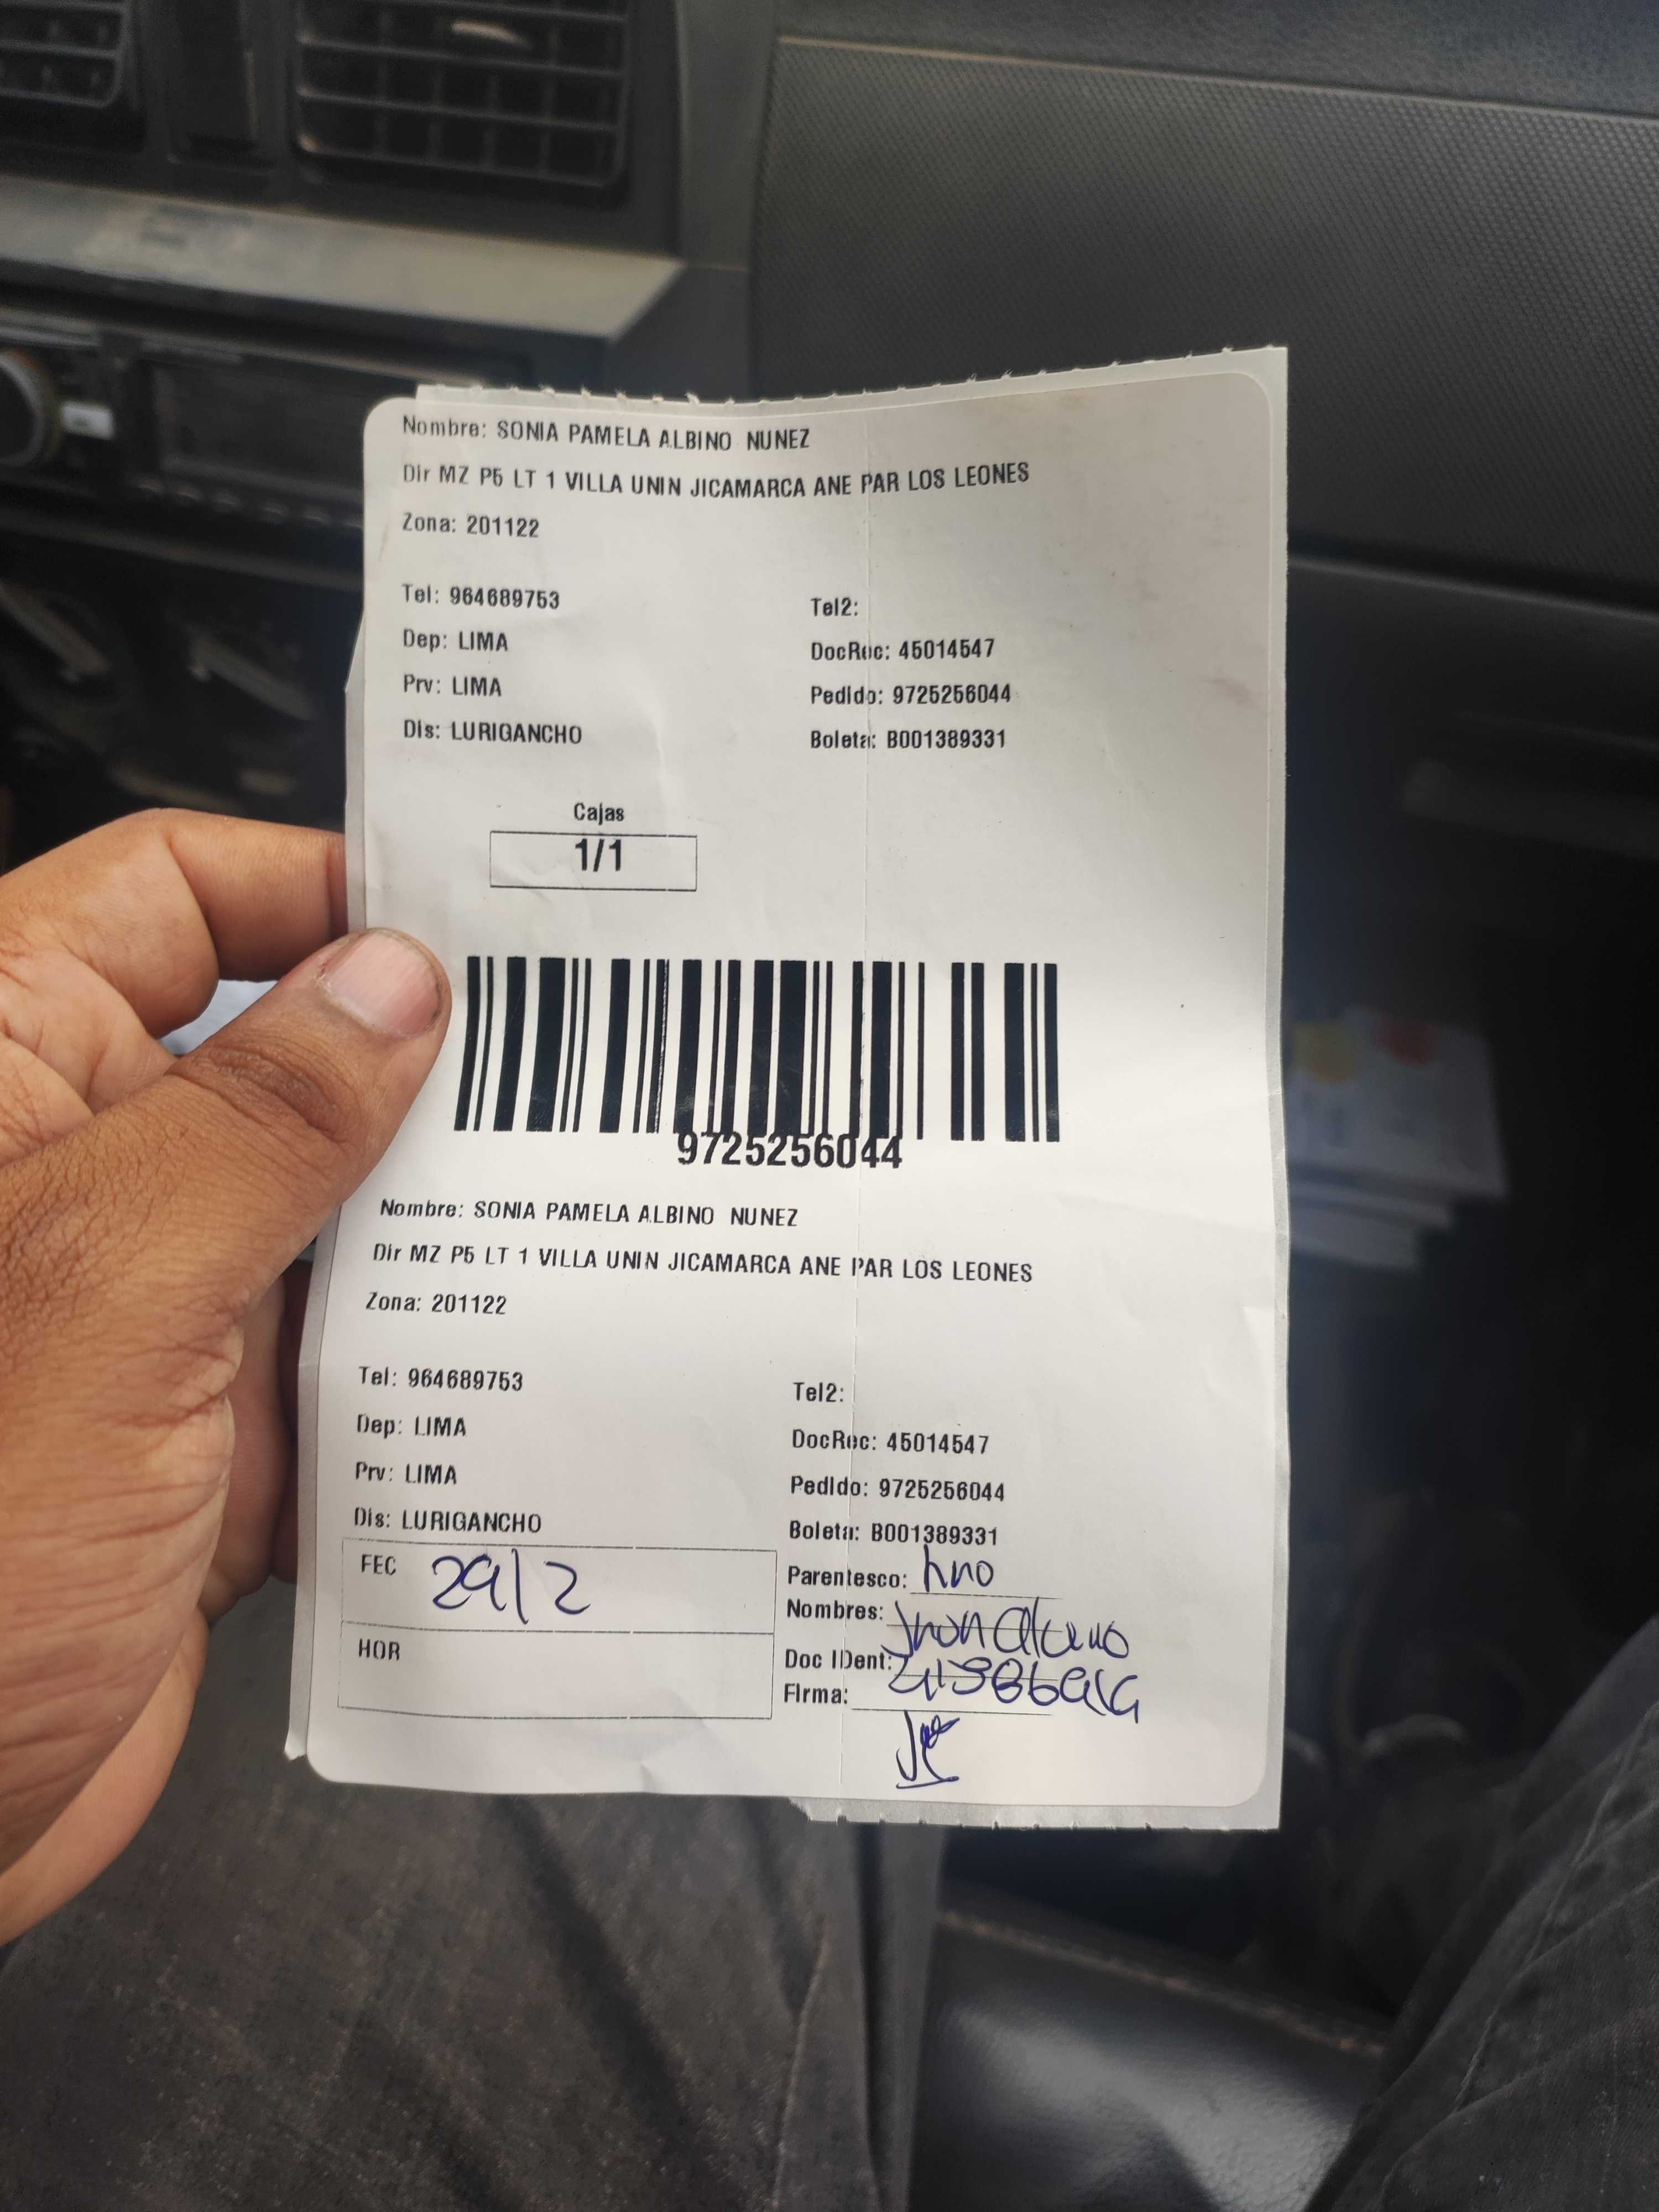 Nombre: SONIA PAMELA ALBINO NUNEZ
Dir MZ P5 LT 1 VILLA UNIN JICAMARCA ANE PAR LOS LEONES
Zona: 201122
Tel: 964689753
Tel2:
Dep: LIMA
DocRec: 45014547
Prv: LIMA
Pedido: 9725256044
Dis: LURIGANCHO
Boleta: B001389331
Cajas
1/1
9725256044
Nombre: SONIA PAMELA ALBINO NUNEZ
Dir MZ P5 LT 1 VILLA UNIN JICAMARCA ANE PAR LOS LEONES
Zona: 201122
Tel: 964689753
Tel2:
Dep: LIMA
DocRec: 45014547
Prv: LIMA
Pedido: 9725256044
Dis: LURIGANCHO
Boleta: B001389331
FEC 29/2
Parentesco: hno
Nombres: Jhon
HOR
Doc IDent:
Firma: